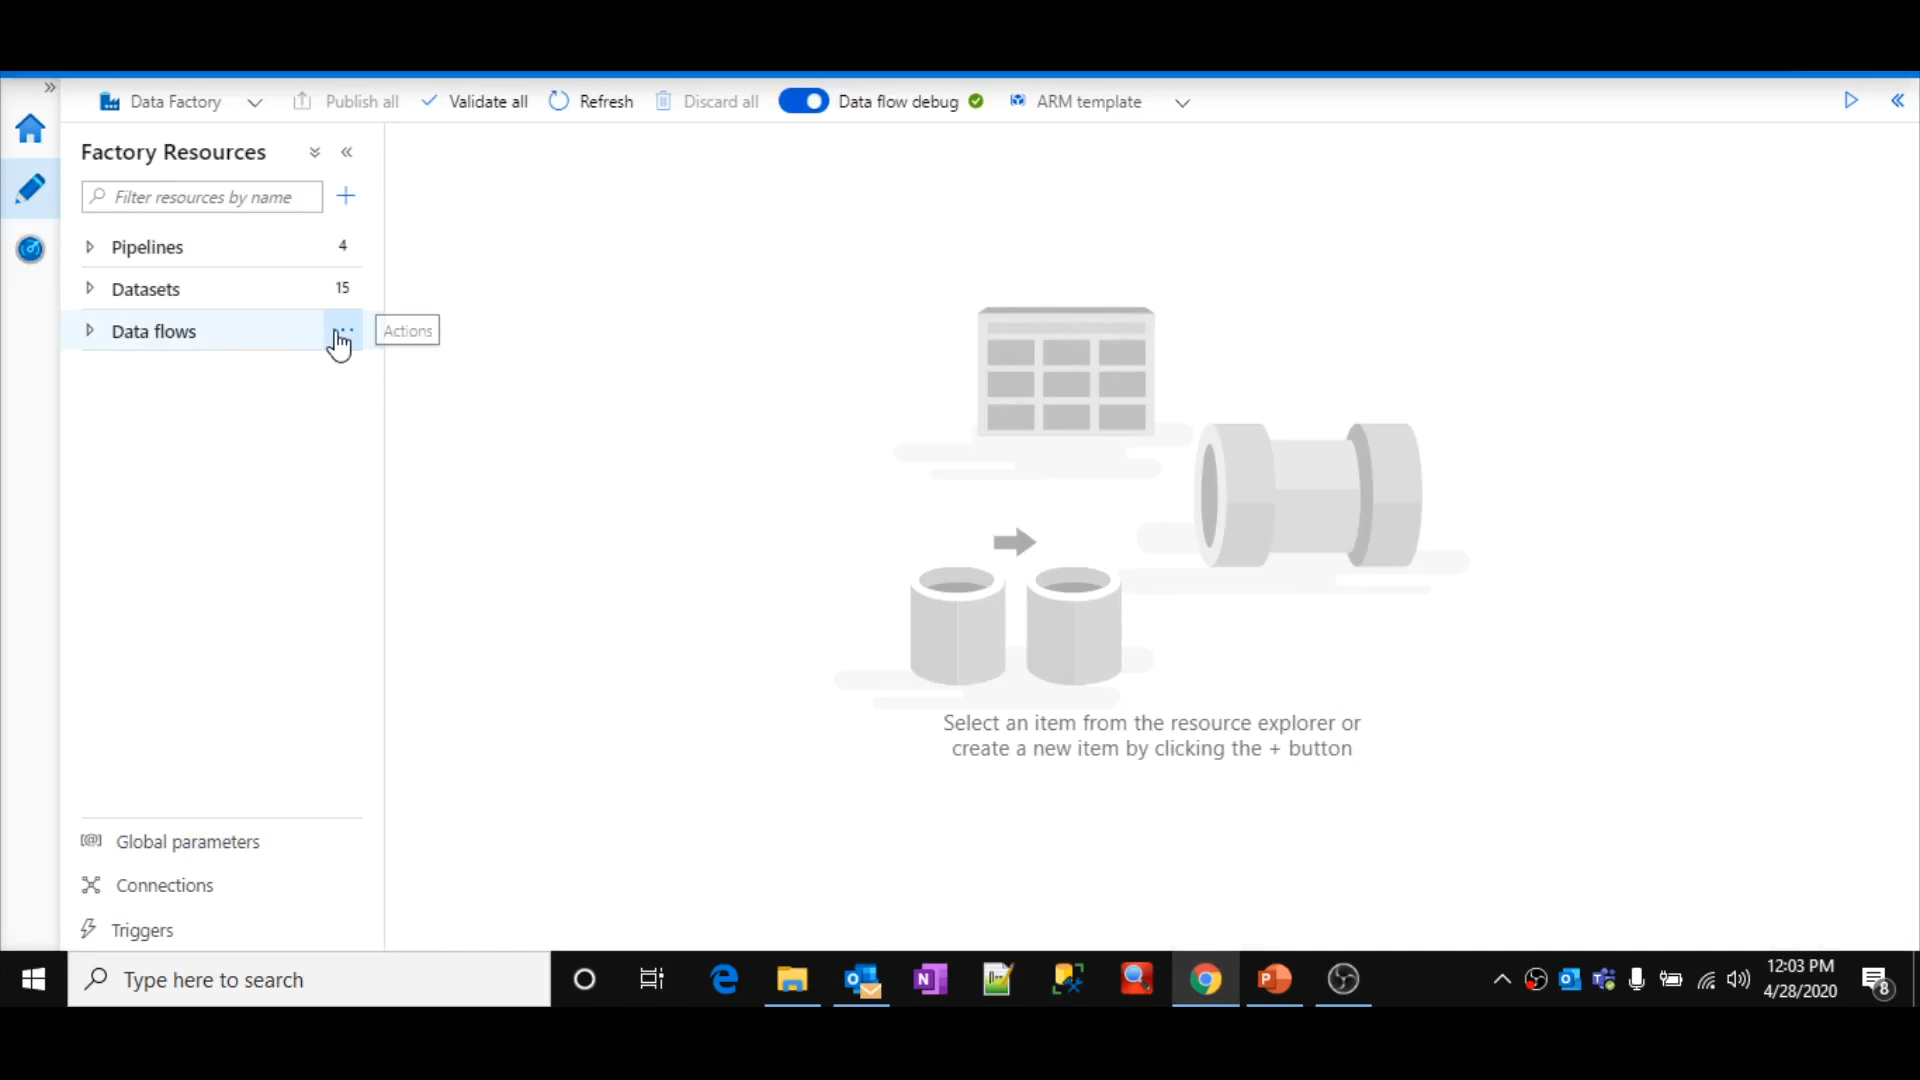 Data Factory Publish all Validate all Refresh Discard all Data flow debug ARM template
Factory Resources
Filter resources by name
Pipelines 4
Datasets 15
Data flows Actions
Select an item from the resource explorer or
create a new item by clicking the + button
Global parameters
Connections
Triggers
Type here to search
12:03 PM
4/28/2020
8